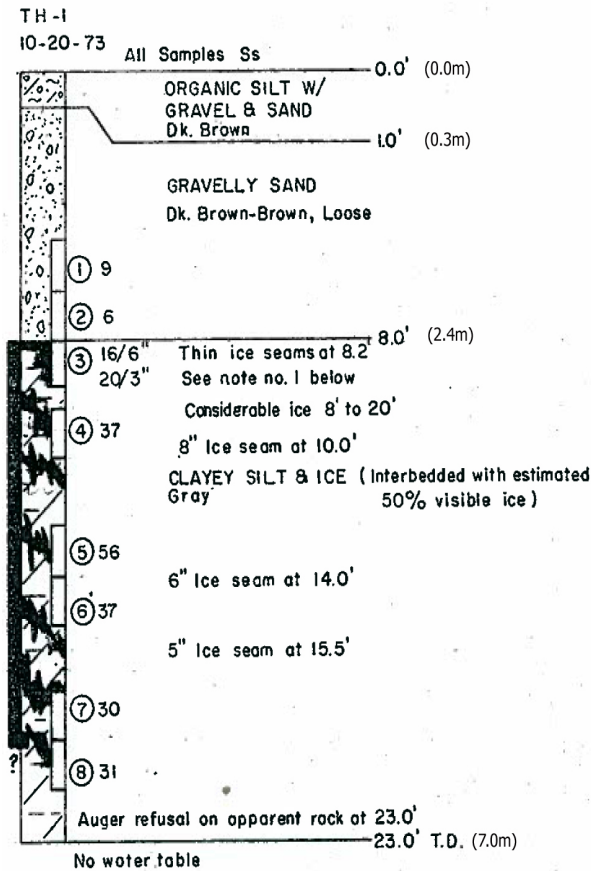 TH-1
10-20-73
All Samples Ss
0.0' (0.0m)
ORGANIC SILT W/
GRAVEL & SAND
Dk. Brown
1.0' (0.3m)
GRAVELLY SAND
Dk. Brown-Brown, Loose
1 9
2 6
8.0' (2.4m)
3 16/6" Thin ice seams at 8.2'
20/3" See note no. 1 below
Considerable ice 8' to 20'
4 37
8" Ice seam at 10.0'
CLAYEY SILT & ICE (Interbedded with estimated
Gray 50% visible ice)
5 56
6" Ice seam at 14.0'
6 37
5" Ice seam at 15.5'
7 30
?
8 31
Auger refusal on apparent rock at 23.0'
23.0' T.D. (7.0m)
No water table